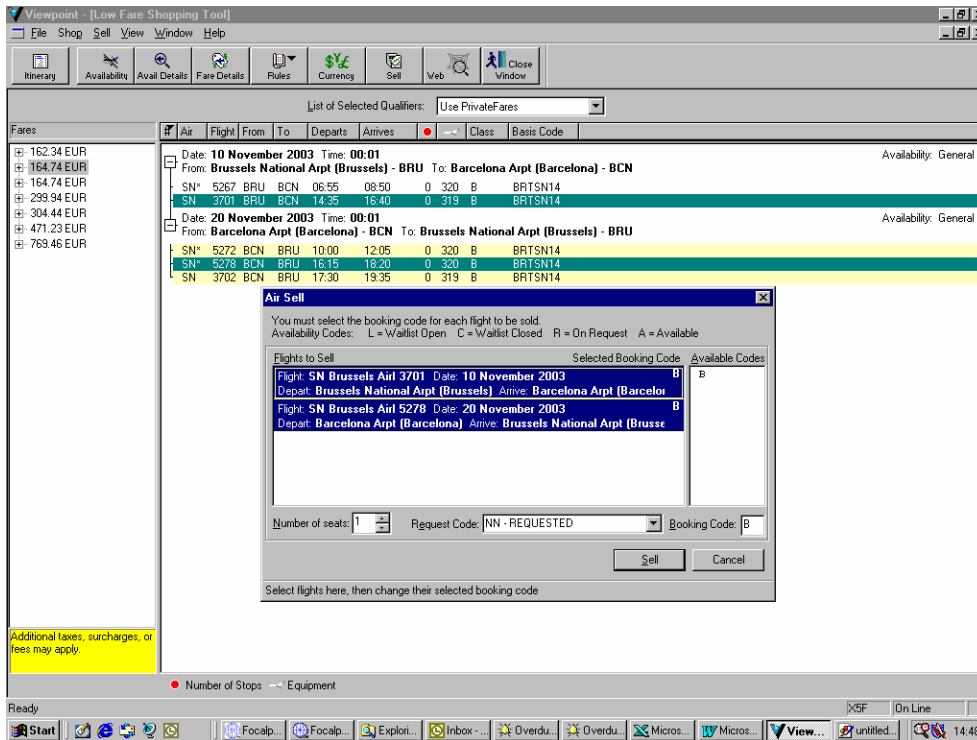 Viewpoint - [Low Fare Shopping Tool]
File Shop Sell View Window Help
Itinerary Availability Avail Details Fare Details Rules Currency Sell Web Close Window
List of Selected Qualifiers: Use PrivateFares
Fares
162.34 EUR
164.74 EUR
164.74 EUR
299.94 EUR
304.44 EUR
471.23 EUR
769.46 EUR
Additional taxes, surcharges, or
fees may apply.
# Air Flight From To Departs Arrives Class Basis Code
Date: 10 November 2003 Time: 00:01 Availability: General
From: Brussels National Arpt (Brussels) - BRU To: Barcelona Arpt (Barcelona) - BCN
SN* 5267 BRU BCN 06:55 08:50 0 320 B BRTSN14
SN 3701 BRU BCN 14:35 16:40 0 319 B BRTSN14
Date: 20 November 2003 Time: 00:01 Availability: General
From: Barcelona Arpt (Barcelona) - BCN To: Brussels National Arpt (Brussels) - BRU
SN* 5272 BCN BRU 10:00 12:05 0 320 B BRTSN14
SN* 5278 BCN BRU 16:15 18:20 0 320 B BRTSN14
SN 3702 BCN BRU 17:30 19:35 0 319 B BRTSN14
Air Sell
You must select the booking code for each flight to be sold.
Availability Codes: L = Waitlist Open C = Waitlist Closed R = On Request A = Available
Flights to Sell Selected Booking Code Available Codes
Flight: SN Brussels Airl 3701 Date: 10 November 2003 B
Depart: Brussels National Arpt (Brussels) Arrive: Barcelona Arpt (Barcelor
Flight: SN Brussels Airl 5278 Date: 20 November 2003 B
Depart: Barcelona Arpt (Barcelona) Arrive: Brussels National Arpt (Brusse
B
Number of seats: 1 Request Code: NN - REQUESTED Booking Code: B
Sell Cancel
Select flights here, then change their selected booking code
Number of Stops Equipment
Ready X5F On Line
Start Focalp... Focalp... Explori... Inbox - ... Overdu... Overdu... Micros... Micros... View... untitled...